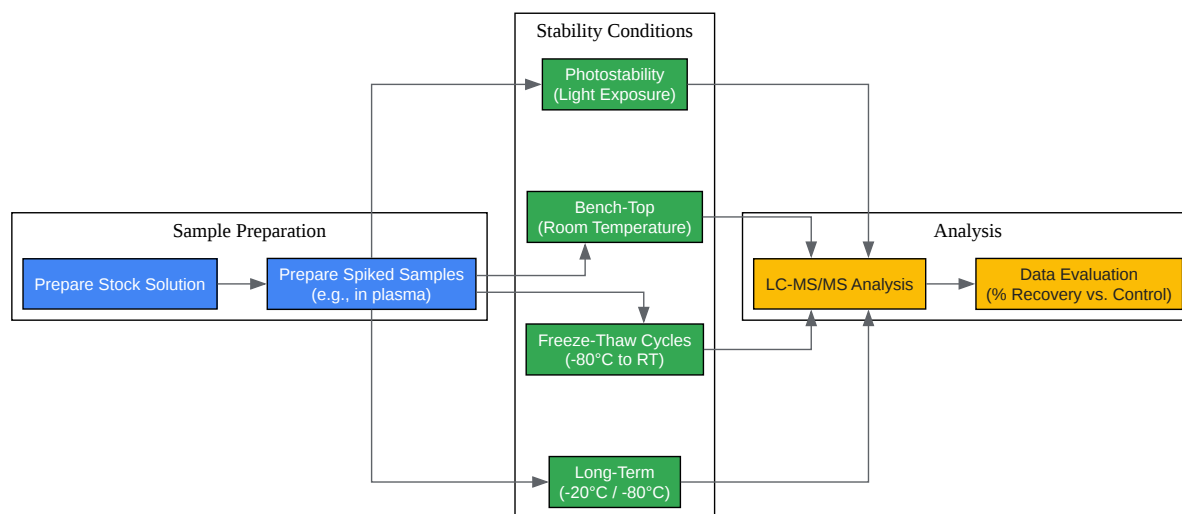 Stability Conditions
Photostability
(Light Exposure)
Bench-Top
(Room Temperature)
Sample Preparation
Analysis
Prepare Stock Solution
Prepare Spiked Samples
(e.g., in plasma)
LC-MS/MS Analysis
Data Evaluation
(% Recovery vs. Control)
Freeze-Thaw Cycles
(-80°C to RT)
Long-Term
(-20°C / -80°C)